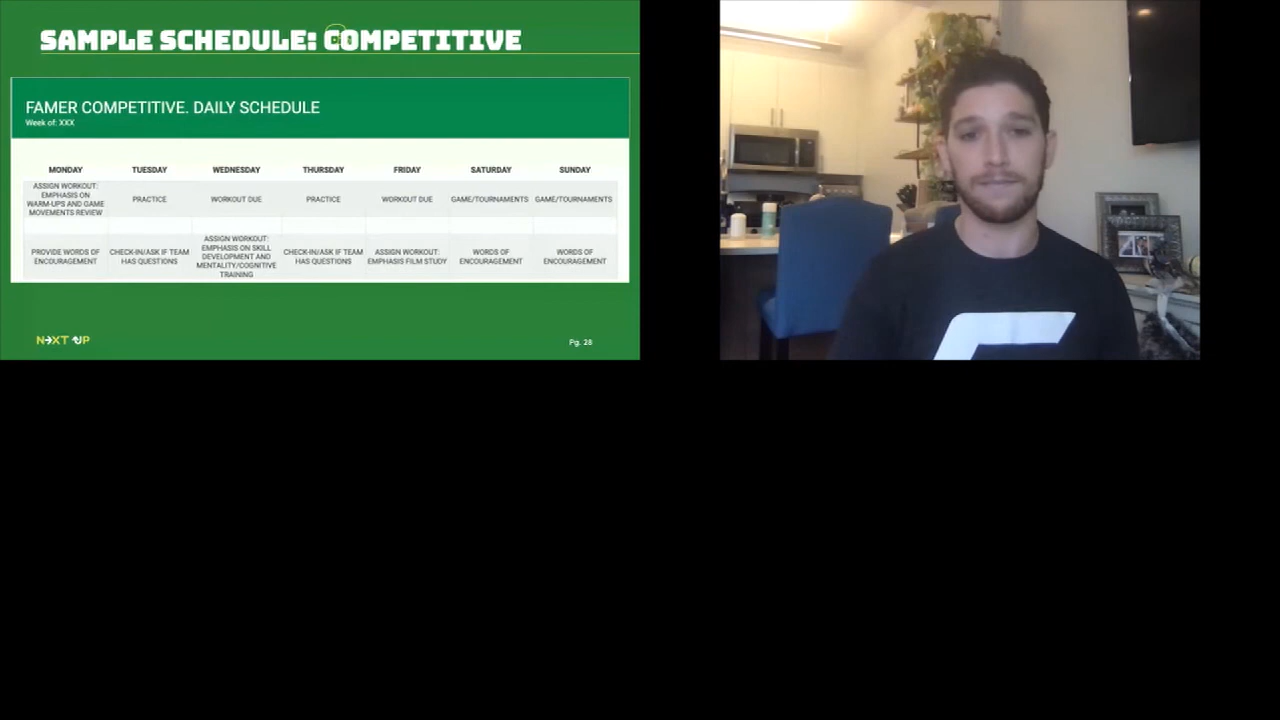 SAMPLE SCHEDULE: COMPETITIVE
FAMER COMPETITIVE. DAILY SCHEDULE
Week of: XXX
MONDAY TUESDAY WEDNESDAY THURSDAY FRIDAY SATURDAY SUNDAY
ASSIGN WORKOUT:
EMPHASIS ON
WARM-UPS AND GAME
MOVEMENTS REVIEW
PRACTICE
WORKOUT DUE
PRACTICE
WORKOUT DUE
GAME/TOURNAMENTS
GAME/TOURNAMENTS
PROVIDE WORDS OF
ENCOURAGEMENT
CHECK-IN/ASK IF TEAM
HAS QUESTIONS
ASSIGN WORKOUT:
EMPHASIS ON SKILL
DEVELOPMENT AND
MENTALITY/COGNITIVE
TRAINING
CHECK-IN/ASK IF TEAM
HAS QUESTIONS
ASSIGN WORKOUT:
EMPHASIS FILM STUDY
WORDS OF
ENCOURAGEMENT
WORDS OF
ENCOURAGEMENT
NEXT UP
Pg. 28